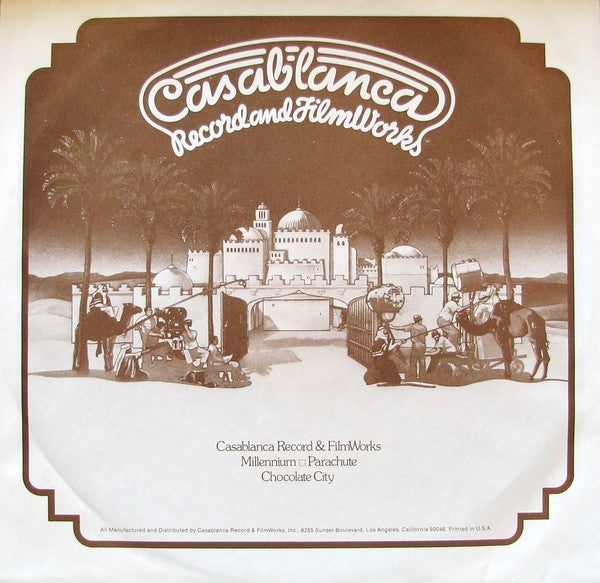 Casablanca
Record and FilmWorks
Casablanca Record & FilmWorks
Millennium □ Parachute
Chocolate City
All Manufactured and Distributed by Casablanca Record & FilmWorks, Inc., 8255 Sunset Boulevard, Los Angeles, California 90046. Printed in U.S.A.